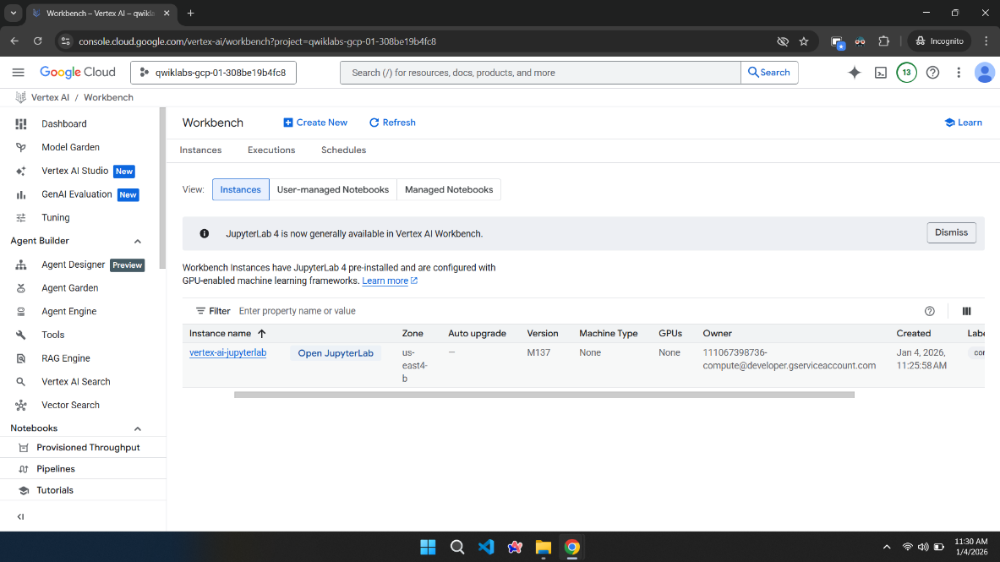 Workbench – Vertex AI – qwikla
console.cloud.google.com/vertex-ai/workbench?project=qwiklabs-gcp-01-308be19b4fc8
Incognito
Google Cloud
qwiklabs-gcp-01-308be19b4fc8
Search (/) for resources, docs, products, and more
Search
13
Vertex AI / Workbench
Dashboard
Model Garden
Vertex AI Studo New
GenAI Evaluation New
Tuning
Agent Builder
Agent Designer Preview
Agent Garden
Agent Engine
Tools
RAG Engine
Vertex AI Search
Vector Search
Notebooks
Provisioned Throughput
Pipelines
Tutorials
Workbench
Create New
Refresh
Learn
Instances
Executions
Schedules
View:
Instances
User-managed Notebooks
Managed Notebooks
JupyterLab 4 is now generally available in Vertex AI Workbench.
Dismiss
Workbench Instances have JupyterLab 4 pre-installed and are configured with
GPU-enabled machine learning frameworks. Learn more
Filter Enter property name or value
Instance name Zone Auto upgrade Version Machine Type GPUs Owner Created Labe
vertex-ai-jupyterlab Open JupyterLab us- — M137 None None 111067398736- Jan 4, 2026, cor
east4- compute@developer.gserviceaccount.com 11:25:58 AM
b
11:30 AM
1/4/2026